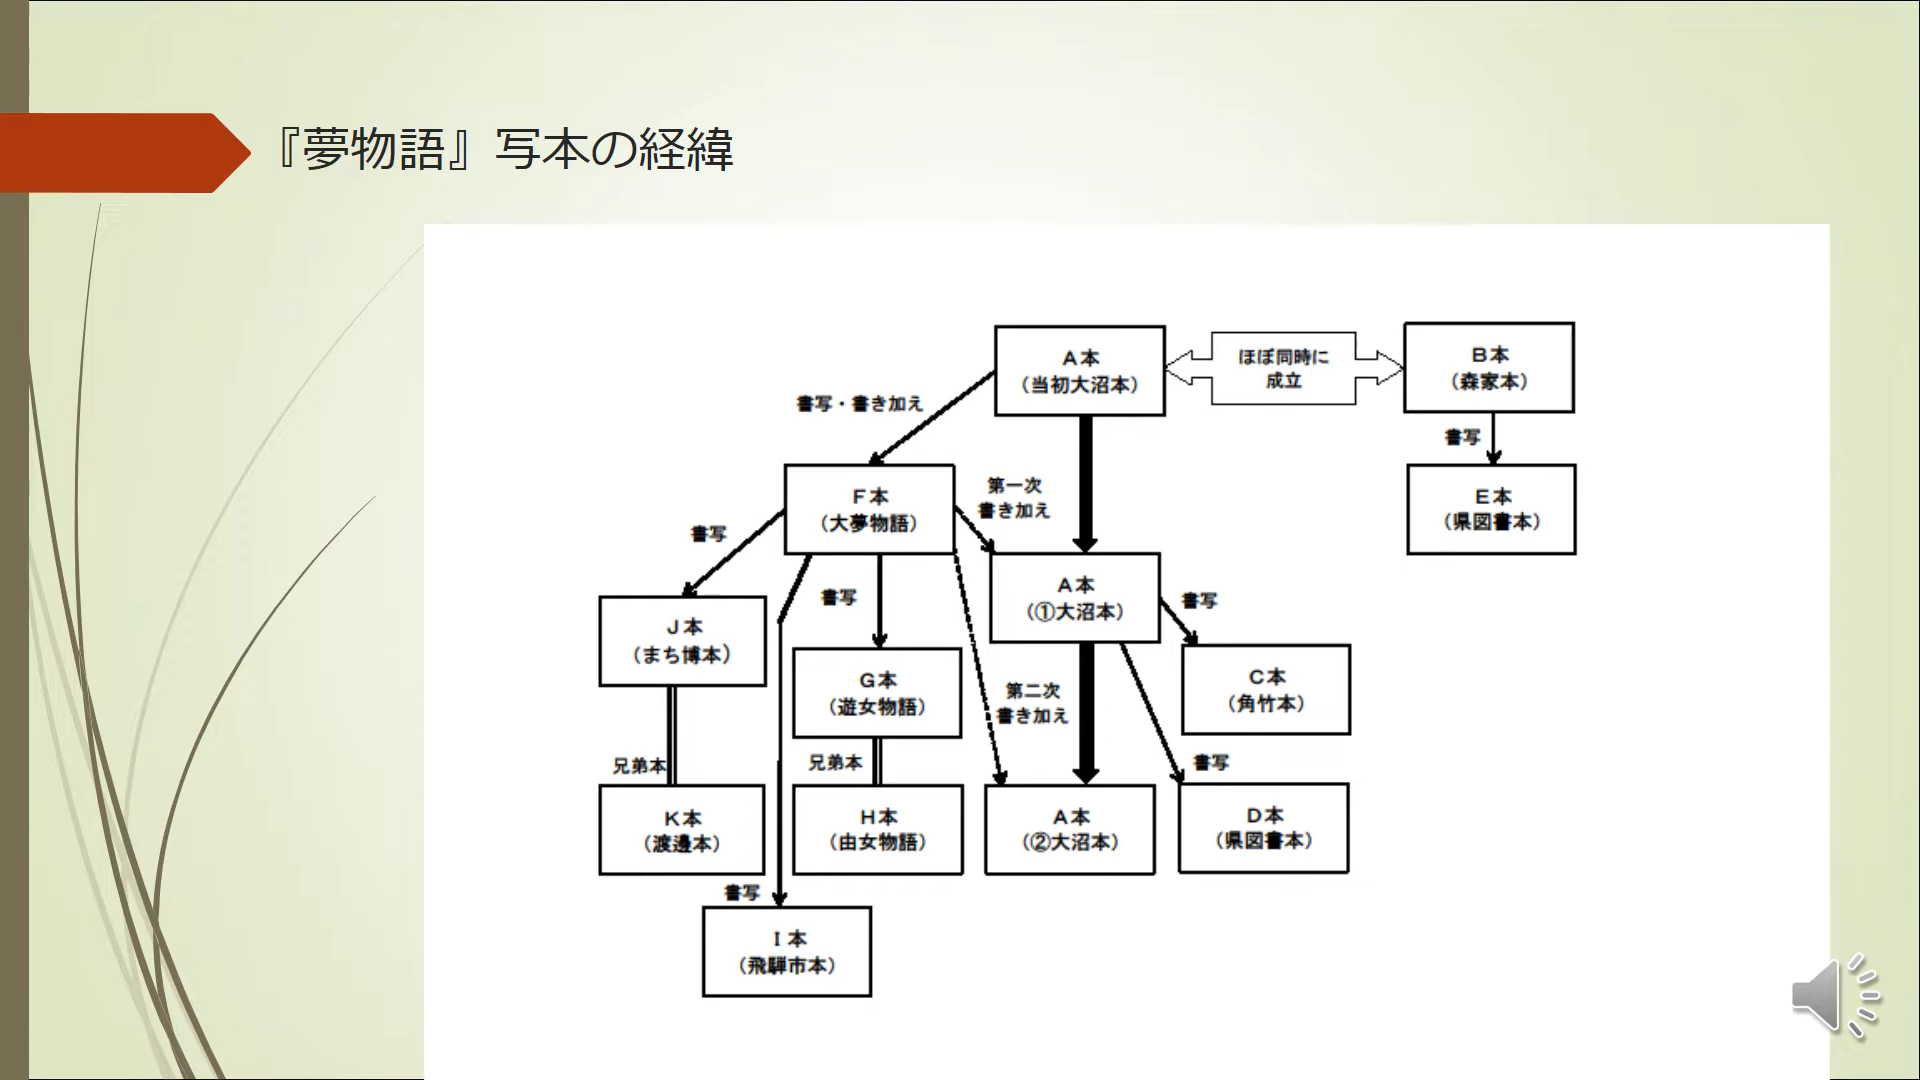 『夢物語』写本の経緯
A本
（当初大沼本）
ほぼ同時に
成立
B本
（森家本）
書写・書き加え
書写
F本
（大夢物語）
第一次
書き加え
E本
（県図書本）
書写
書写
A本
（①大沼本）
書写
J本
（まち博本）
G本
（遊女物語）
第二次
書き加え
C本
（角竹本）
兄弟本
兄弟本
書写
K本
（渡邊本）
H本
（由女物語）
A本
（②大沼本）
D本
（県図書本）
書写
I本
（飛騨市本）